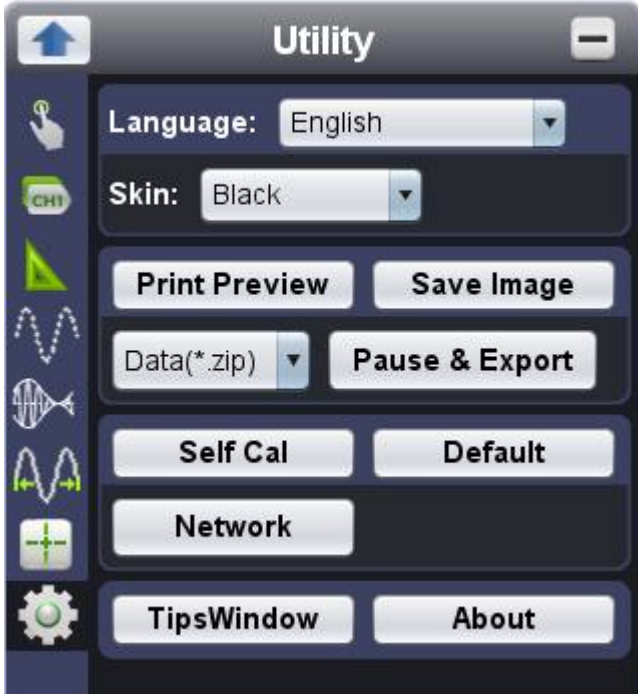 Utility
Language: English
CH1
Skin: Black
Print Preview Save Image
Data(*.zip) Pause & Export
Self Cal Default
Network
TipsWindow About